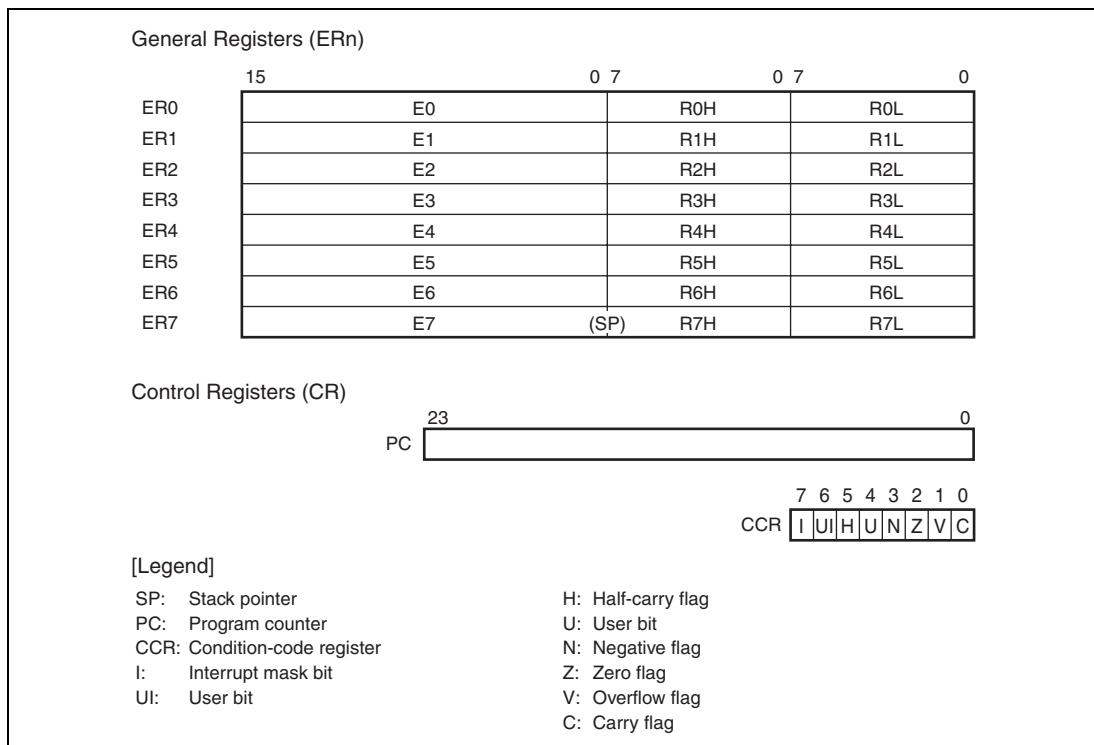 General Registers (ERn)
15 0 7 0 7 0
ER0 E0 R0H R0L
ER1 E1 R1H R1L
ER2 E2 R2H R2L
ER3 E3 R3H R3L
ER4 E4 R4H R4L
ER5 E5 R5H R5L
ER6 E6 R6H R6L
ER7 E7 (SP) R7H R7L
Control Registers (CR)
23 0
PC
7 6 5 4 3 2 1 0
CCR I UI H U N Z V C
[Legend]
SP: Stack pointer
PC: Program counter
CCR: Condition-code register
I: Interrupt mask bit
UI: User bit
H: Half-carry flag
U: User bit
N: Negative flag
Z: Zero flag
V: Overflow flag
C: Carry flag